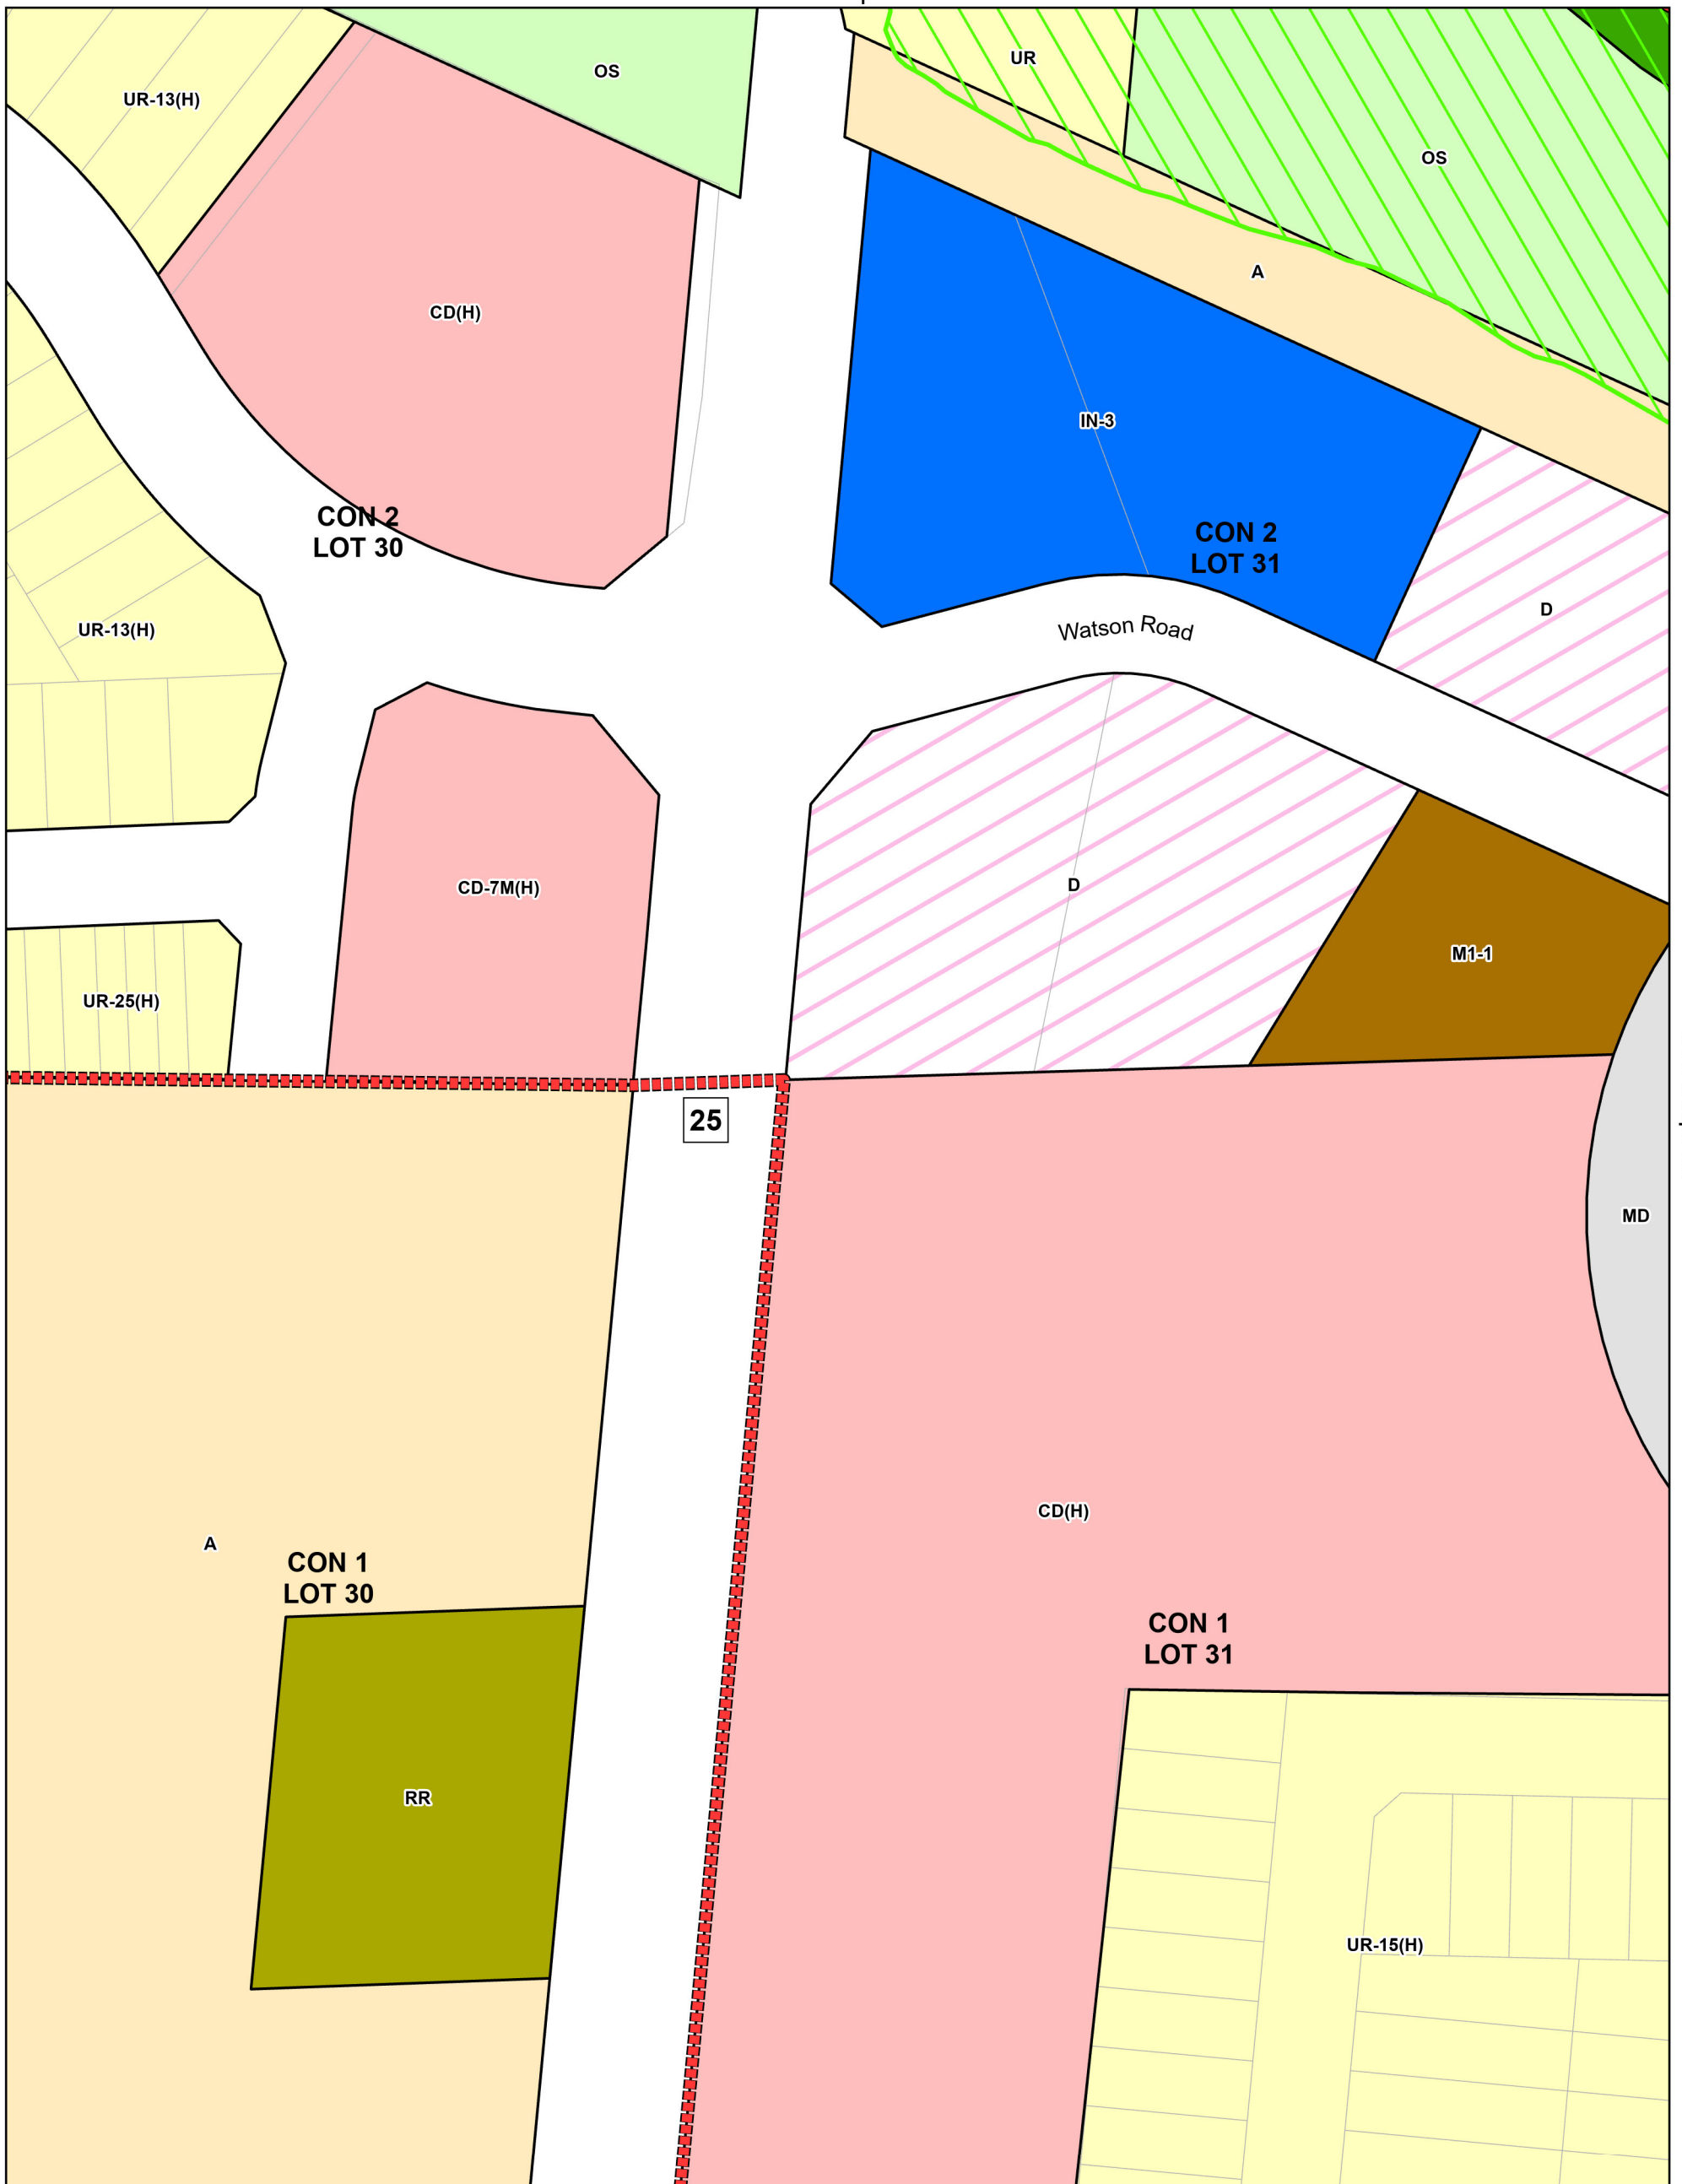 OS
UR
UR-13(H)
OS
A
CD(H)
IN-3
CON 2
LOT 30
CON 2
LOT 31
D
Watson Road
UR-13(H)
D
CD-7M(H)
M1-1
UR-25(H)
25
MD
CD(H)
A
CON 1
LOT 30
CON 1
LOT 31
RR
UR-15(H)